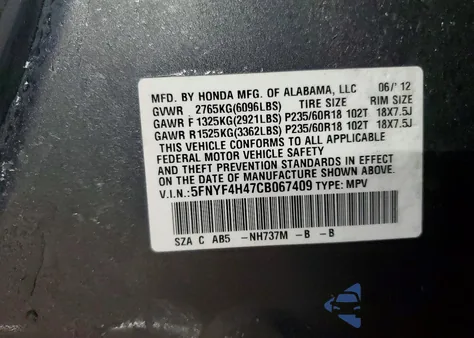 MFD. BY HONDA MFG. OF ALABAMA, LLC 06/'12
GVWR 2765KG(6096LBS) TIRE SIZE RIM SIZE
GAWR F 1325KG(2921LBS) P235/60R18 102T 18X7.5J
GAWR R1525KG(3362LBS) P235/60R18 102T 18X7.5J
THIS VEHICLE CONFORMS TO ALL APPLICABLE
FEDERAL MOTOR VEHICLE SAFETY, BUMPER,
AND THEFT PREVENTION STANDARDS IN EFFECT
ON THE DATE OF MANUFACTURE SHOWN ABOVE.
V.I.N.: 5FNYF4H47CB067409 TYPE: MPV
SZA C AB5 -NH737M -B -B